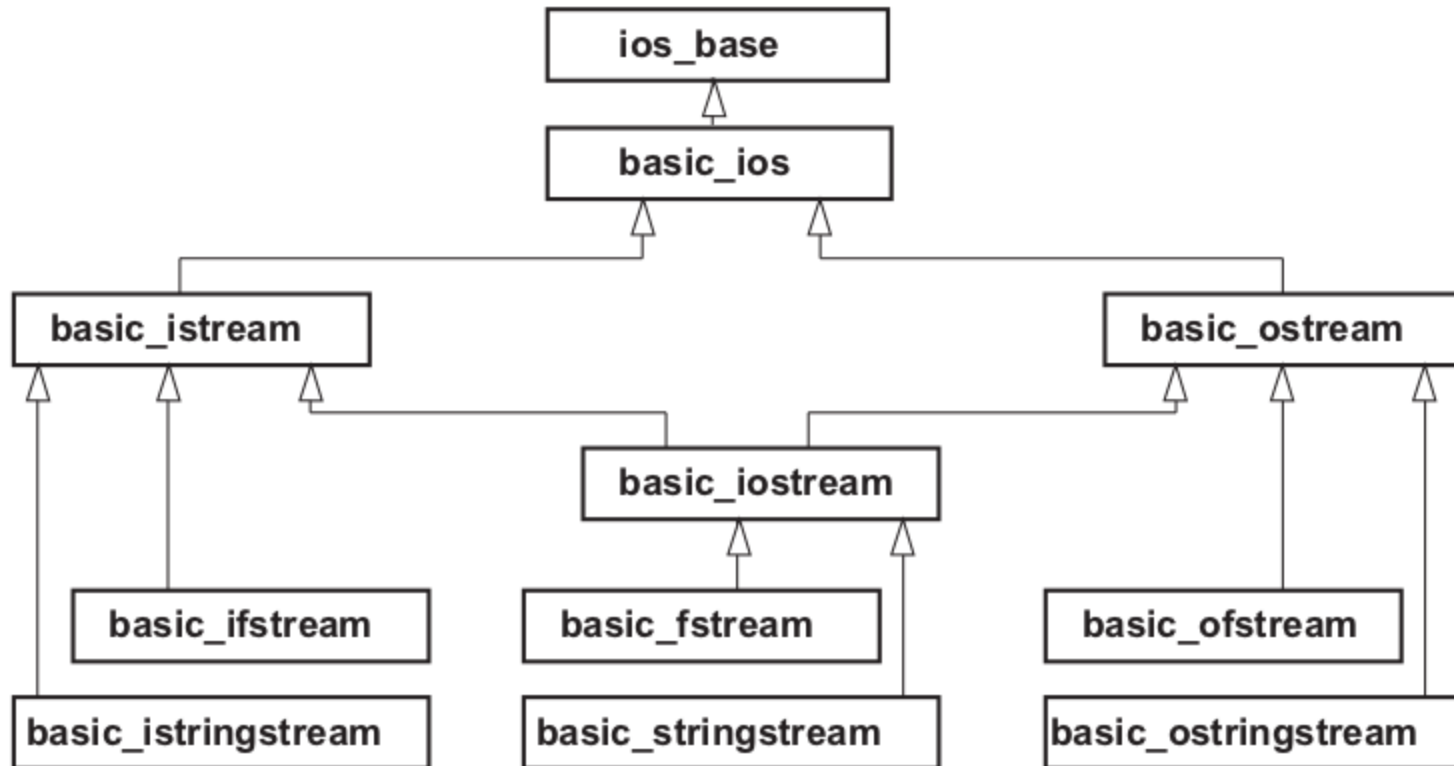 ios_base
basic_ios
basic_istream
basic_ostream
basic_iostream
basic_ifstream
basic_fstream
basic_ofstream
basic_istringstream
basic_stringstream
basic_ostringstream